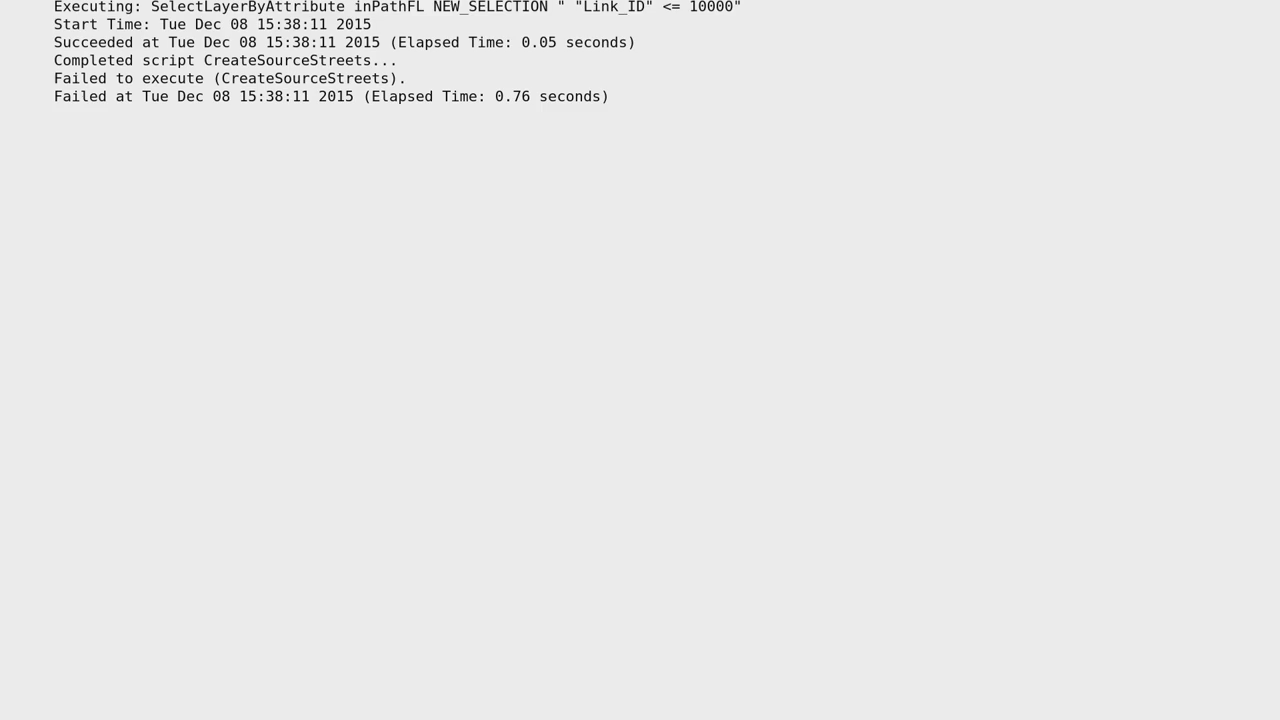 Executing: SelectLayerByAttribute inPathFL NEW_SELECTION " "Link_ID" <= 10000"
Start Time: Tue Dec 08 15:38:11 2015
Succeeded at Tue Dec 08 15:38:11 2015 (Elapsed Time: 0.05 seconds)
Completed script CreateSourceStreets...
Failed to execute (CreateSourceStreets).
Failed at Tue Dec 08 15:38:11 2015 (Elapsed Time: 0.76 seconds)